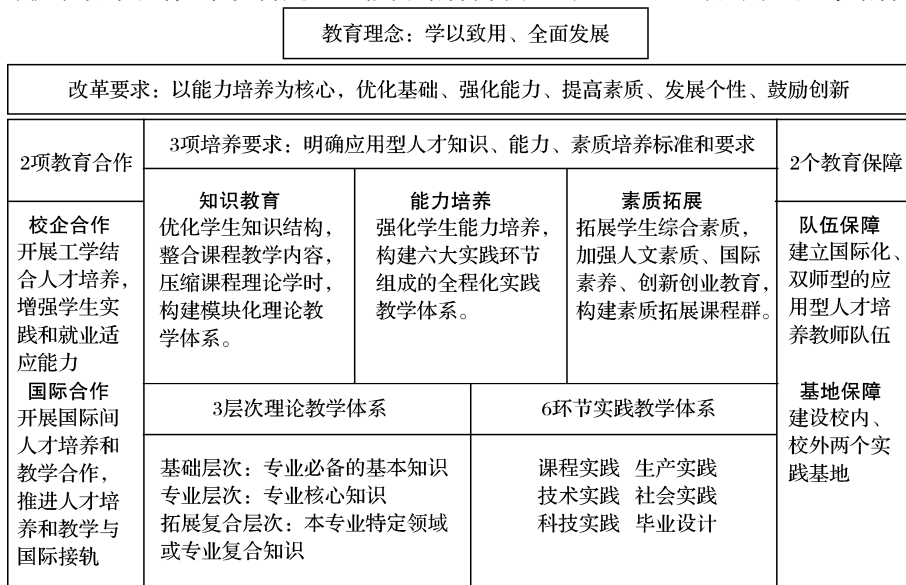 教育理念：学以致用、全面发展
改革要求：以能力培养为核心，优化基础、强化能力、提高素质、发展个性、鼓励创新
2项教育合作
校企合作
开展工学结
合人才培养，
增强学生实
践和就业适
应能力
国际合作
开展国际间
人才培养和
教学合作，
推进人才培
养和教学与
国际接轨
3项培养要求：明确应用型人才知识、能力、素质培养标准和要求
知识教育
优化学生知识结构，
整合课程教学内容，
压缩课程理论学时，
构建模块化理论教
学体系。
能力培养
强化学生能力培养，
构建六大实践环节
组成的全程化实践
教学体系。
素质拓展
拓展学生综合素质，
加强人文素质、国际
素养、创新创业教育，
构建素质拓展课程群。
3层次理论教学体系
基础层次：专业必备的基本知识
专业层次：专业核心知识
拓展复合层次：本专业特定领域
或专业复合知识
6环节实践教学体系
课程实践 生产实践
技术实践 社会实践
科技实践 毕业设计
2个教育保障
队伍保障
建立国际化、
双师型的应
用型人才培
养教师队伍
基地保障
建设校内、
校外两个实
践基地